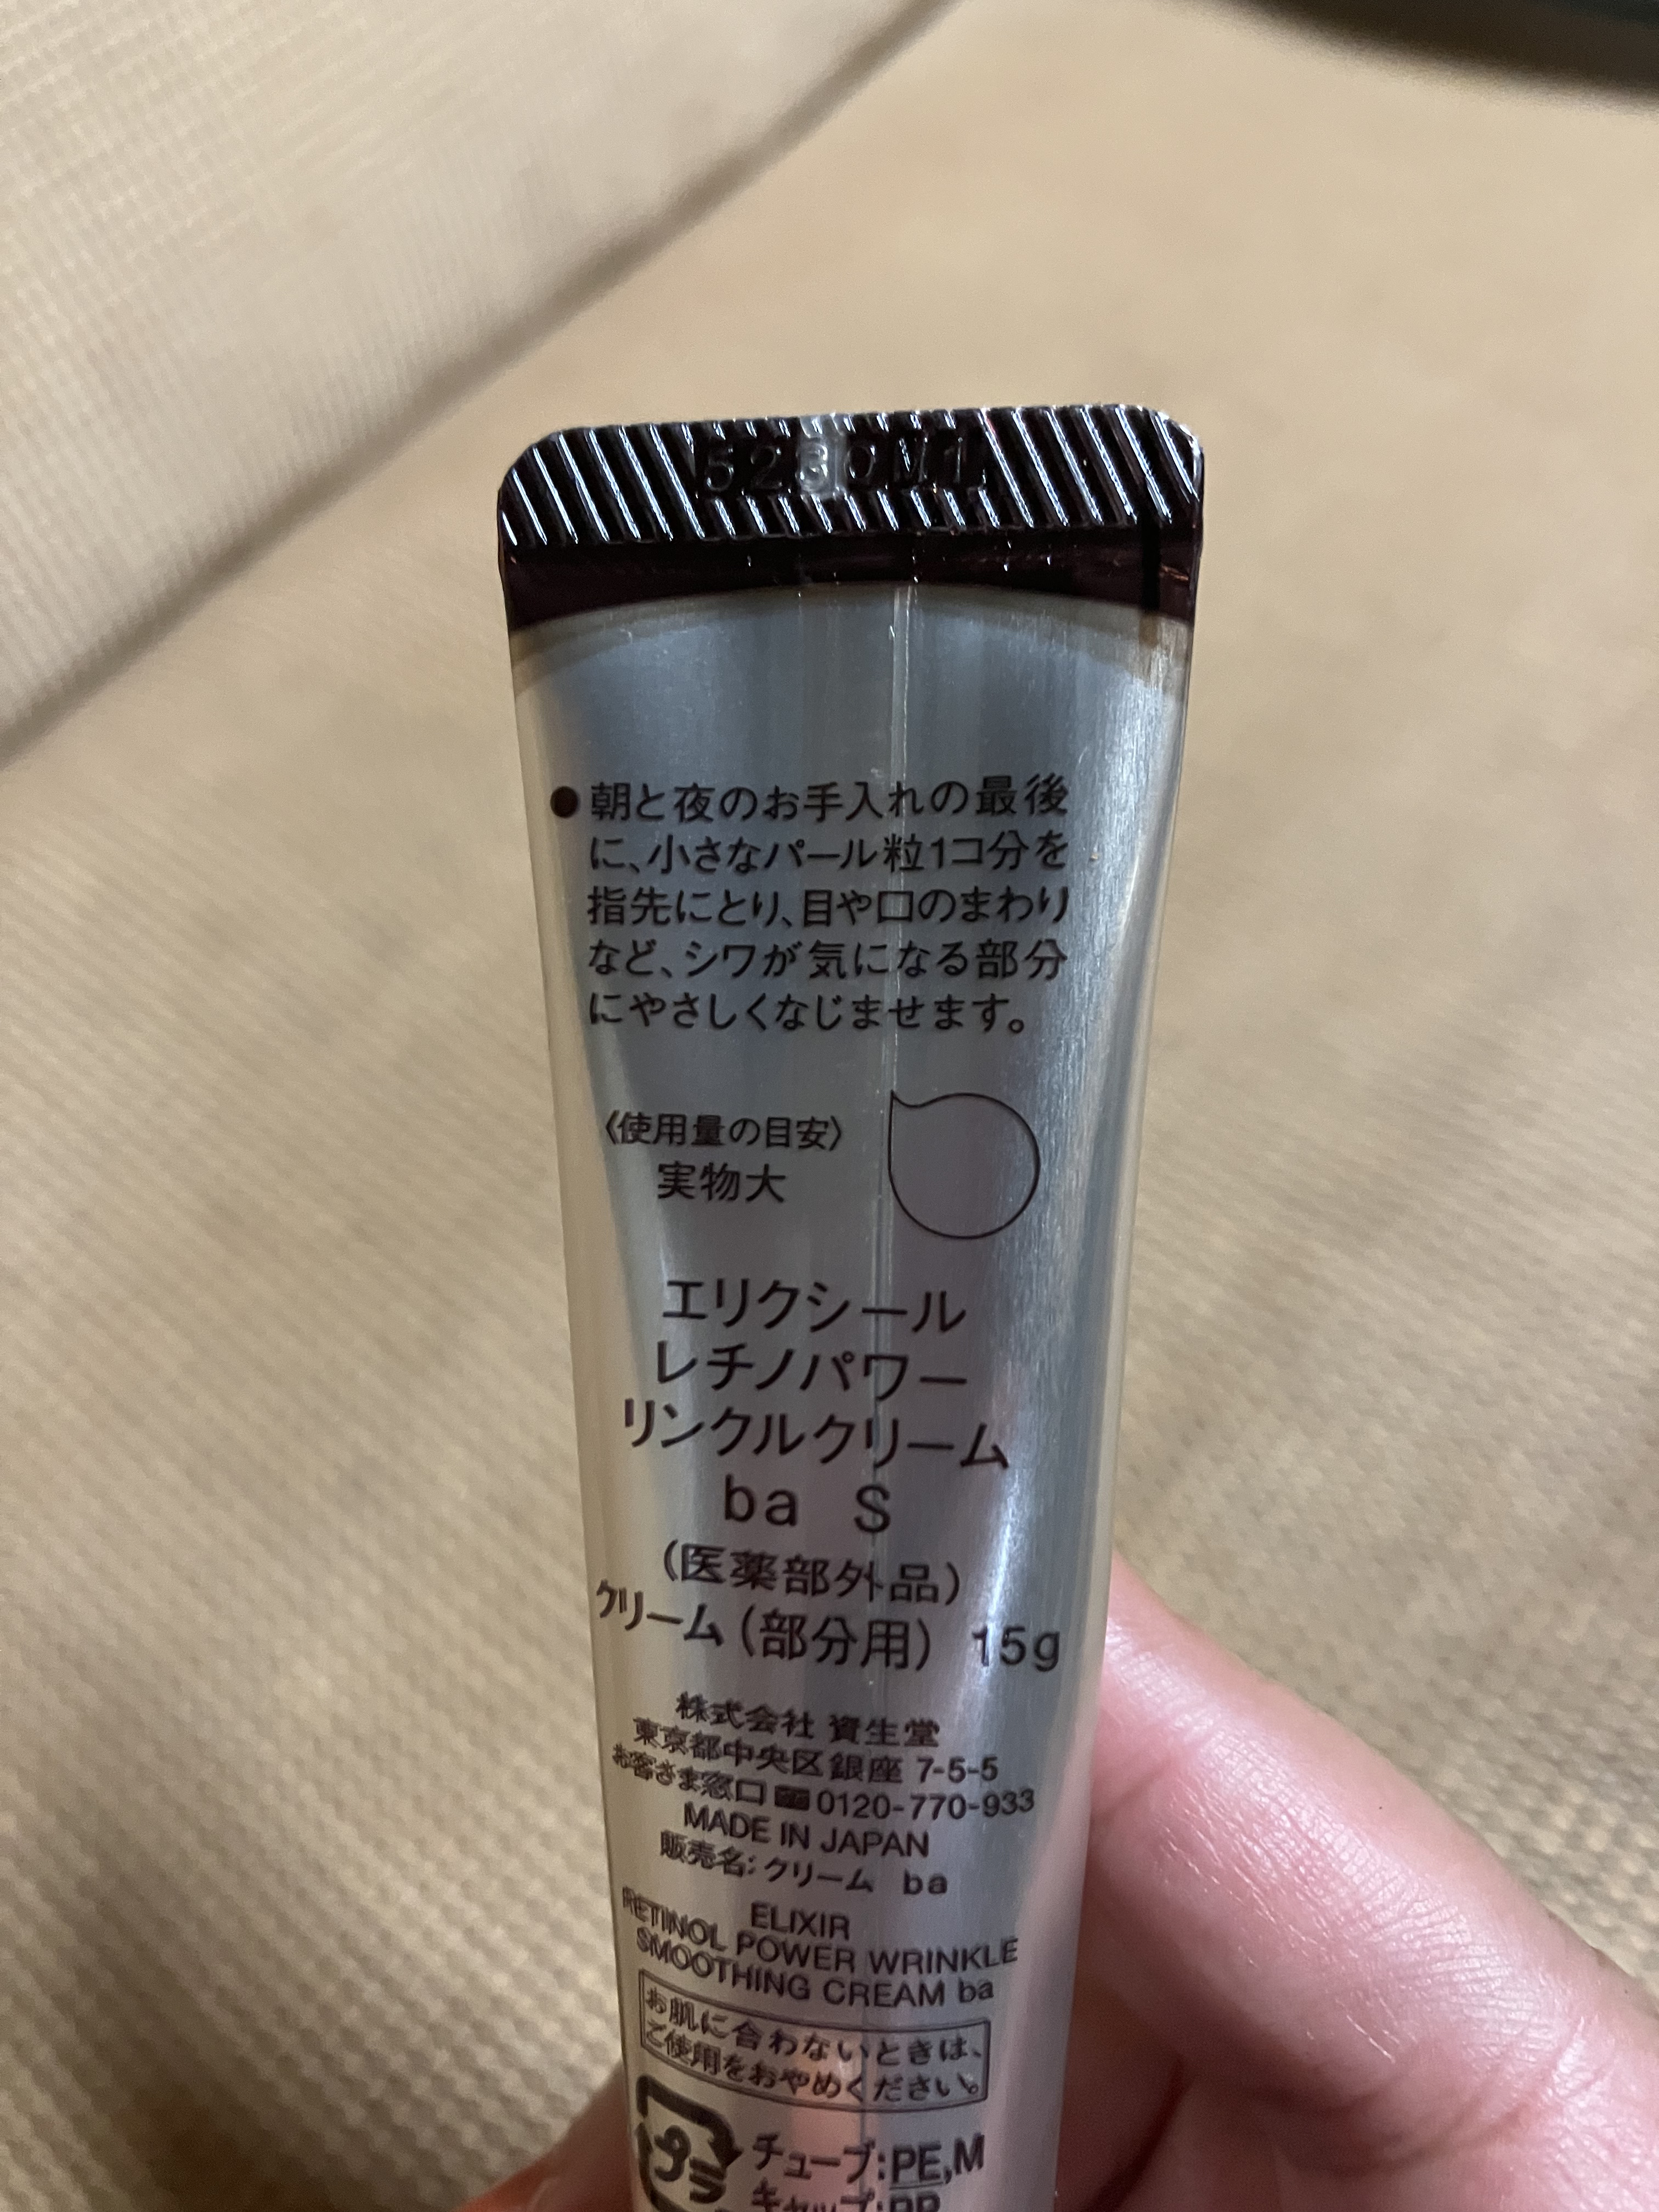 ●朝と夜のお手入れの最後
に、小さなパール粒1コ分を
指先にとり、目や口のまわり
など、シワが気になる部分
にやさしくなじませます。
〈使用量の目安〉
実物大
エリクシール
レチノパワー
リンクルクリーム
ba S
(医薬部外品)
クリーム(部分用) 15g
株式会社 資生堂
東京都中央区銀座 7-5-5
お客さま窓口 0120-770-933
MADE IN JAPAN
販売名:クリーム ba
ELIXIR
RETINOL POWER WRINKLE
SMOOTHING CREAM ba
お肌に合わないときは、
ご使用をおやめください。
プラ
チューブ:PE,M
キャップ:PP